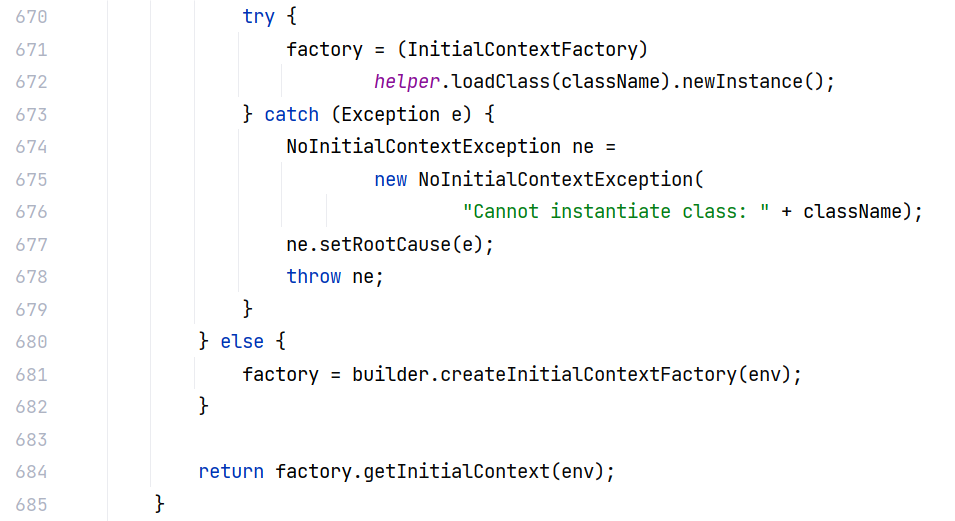 670 try {
671 factory = (InitialContextFactory)
672 helper.loadClass(className).newInstance();
673 } catch (Exception e) {
674 NoInitialContextException ne =
675 new NoInitialContextException(
676 "Cannot instantiate class: " + className);
677 ne.setRootCause(e);
678 throw ne;
679 }
680 } else {
681 factory = builder.createInitialContextFactory(env);
682 }
683
684 return factory.getInitialContext(env);
685 }